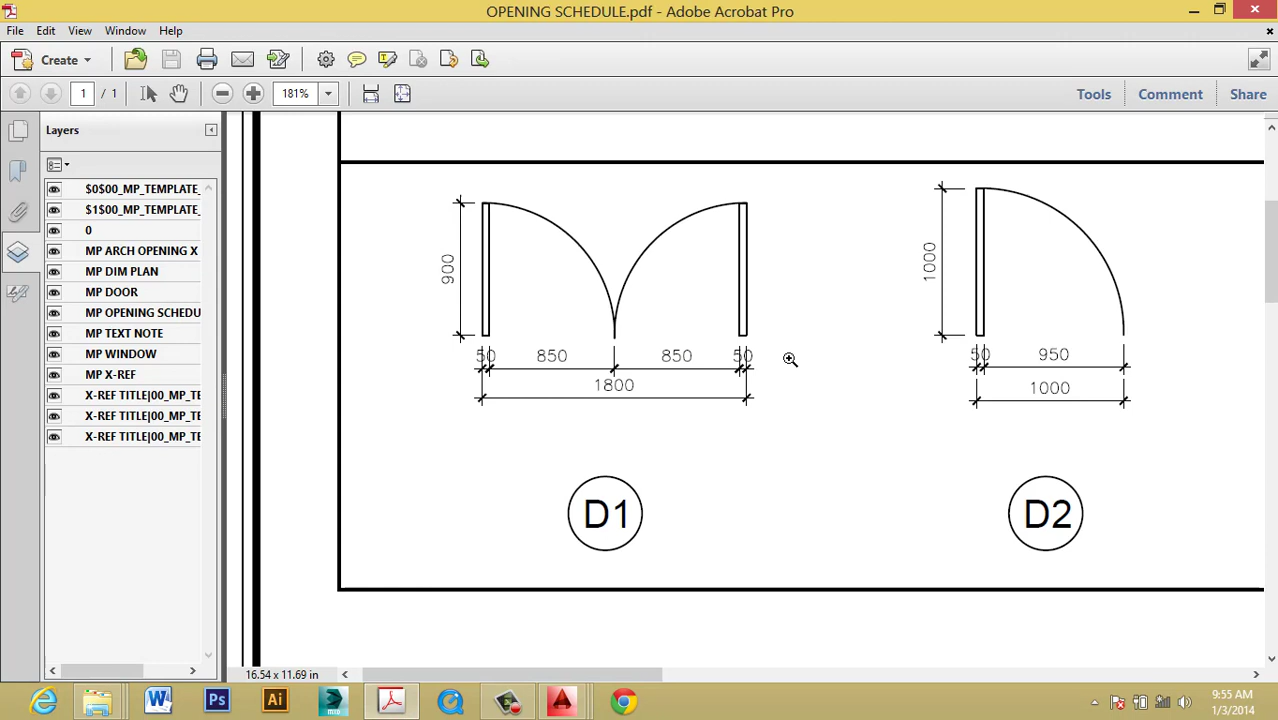 OPENING SCHEDULE.pdf - Adobe Acrobat Pro
File Edit View Window Help
Create
1 / 1 181% Tools Comment Share
Layers
$0$00_MP_TEMPLATE_
$1$00_MP_TEMPLATE_
0
MP ARCH OPENING X
MP DIM PLAN
MP DOOR
MP OPENING SCHEDU
MP TEXT NOTE
MP WINDOW
MP X-REF
X-REF TITLE|00_MP_TE
X-REF TITLE|00_MP_TE
X-REF TITLE|00_MP_TE
900
50 850 850 50
1800
D1
1000
50 950
1000
D2
16.54 x 11.69 in
W Ps Ai
9:55 AM
1/3/2014